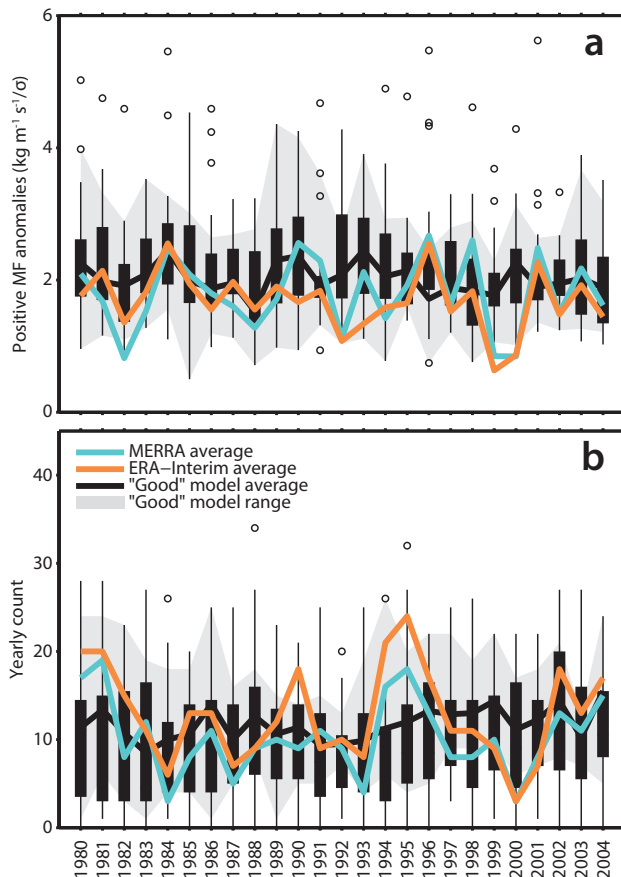 6
a
4
2
0
Positive MF anomalies (kg m⁻¹ s⁻¹/σ)
b
MERRA average
ERA−Interim average
"Good" model average
"Good" model range
40
30
20
10
0
Yearly count
1980 1981 1982 1983 1984 1985 1986 1987 1988 1989 1990 1991 1992 1993 1994 1995 1996 1997 1998 1999 2000 2001 2002 2003 2004